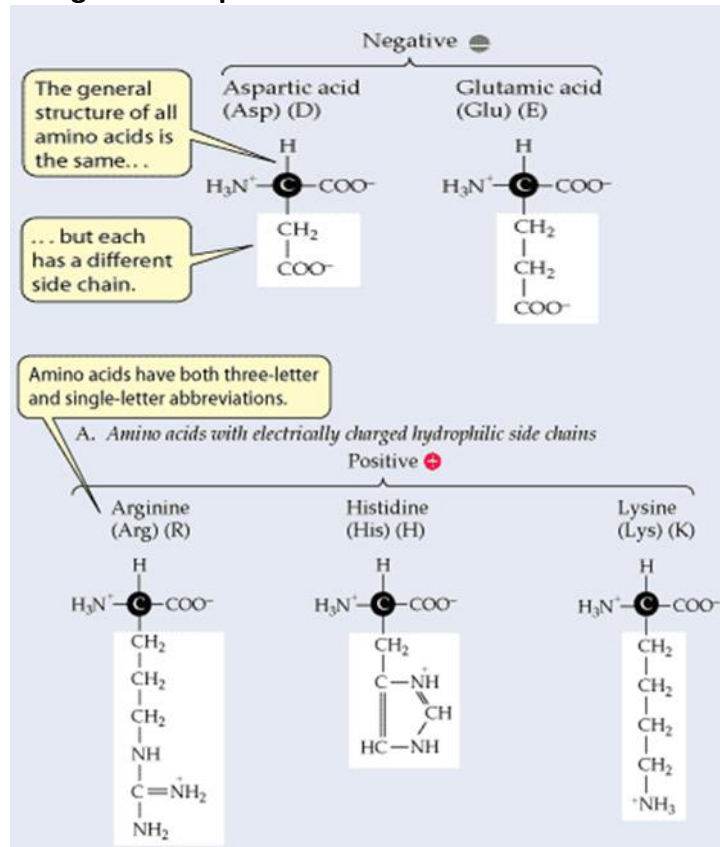 Negative ⊖
The general
structure of all
amino acids is
the same...
Aspartic acid
(Asp) (D)
Glutamic acid
(Glu) (E)
H
H₃N⁺–C–COO⁻
CH₂
COO⁻
H
H₃N⁺–C–COO⁻
CH₂
CH₂
COO⁻
... but each
has a different
side chain.
Amino acids have both three-letter
and single-letter abbreviations.
A. Amino acids with electrically charged hydrophilic side chains
Positive ⊕
Arginine
(Arg) (R)
Histidine
(His) (H)
Lysine
(Lys) (K)
H
H₃N⁺–C–COO⁻
CH₂
CH₂
CH₂
NH
C=NH₂⁺
NH₂
H
H₃N⁺–C–COO⁻
CH₂
C–NH⁺
CH
HC–NH
H
H₃N⁺–C–COO⁻
CH₂
CH₂
CH₂
CH₂
⁺NH₃